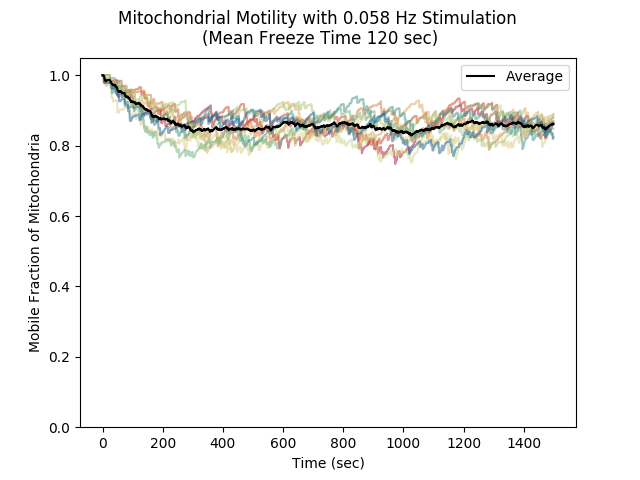 Mitochondrial Motility with 0.058 Hz Stimulation
(Mean Freeze Time 120 sec)
Average
Mobile Fraction of Mitochondria
1.0
0.8
0.6
0.4
0.2
0.0
0 200 400 600 800 1000 1200 1400
Time (sec)